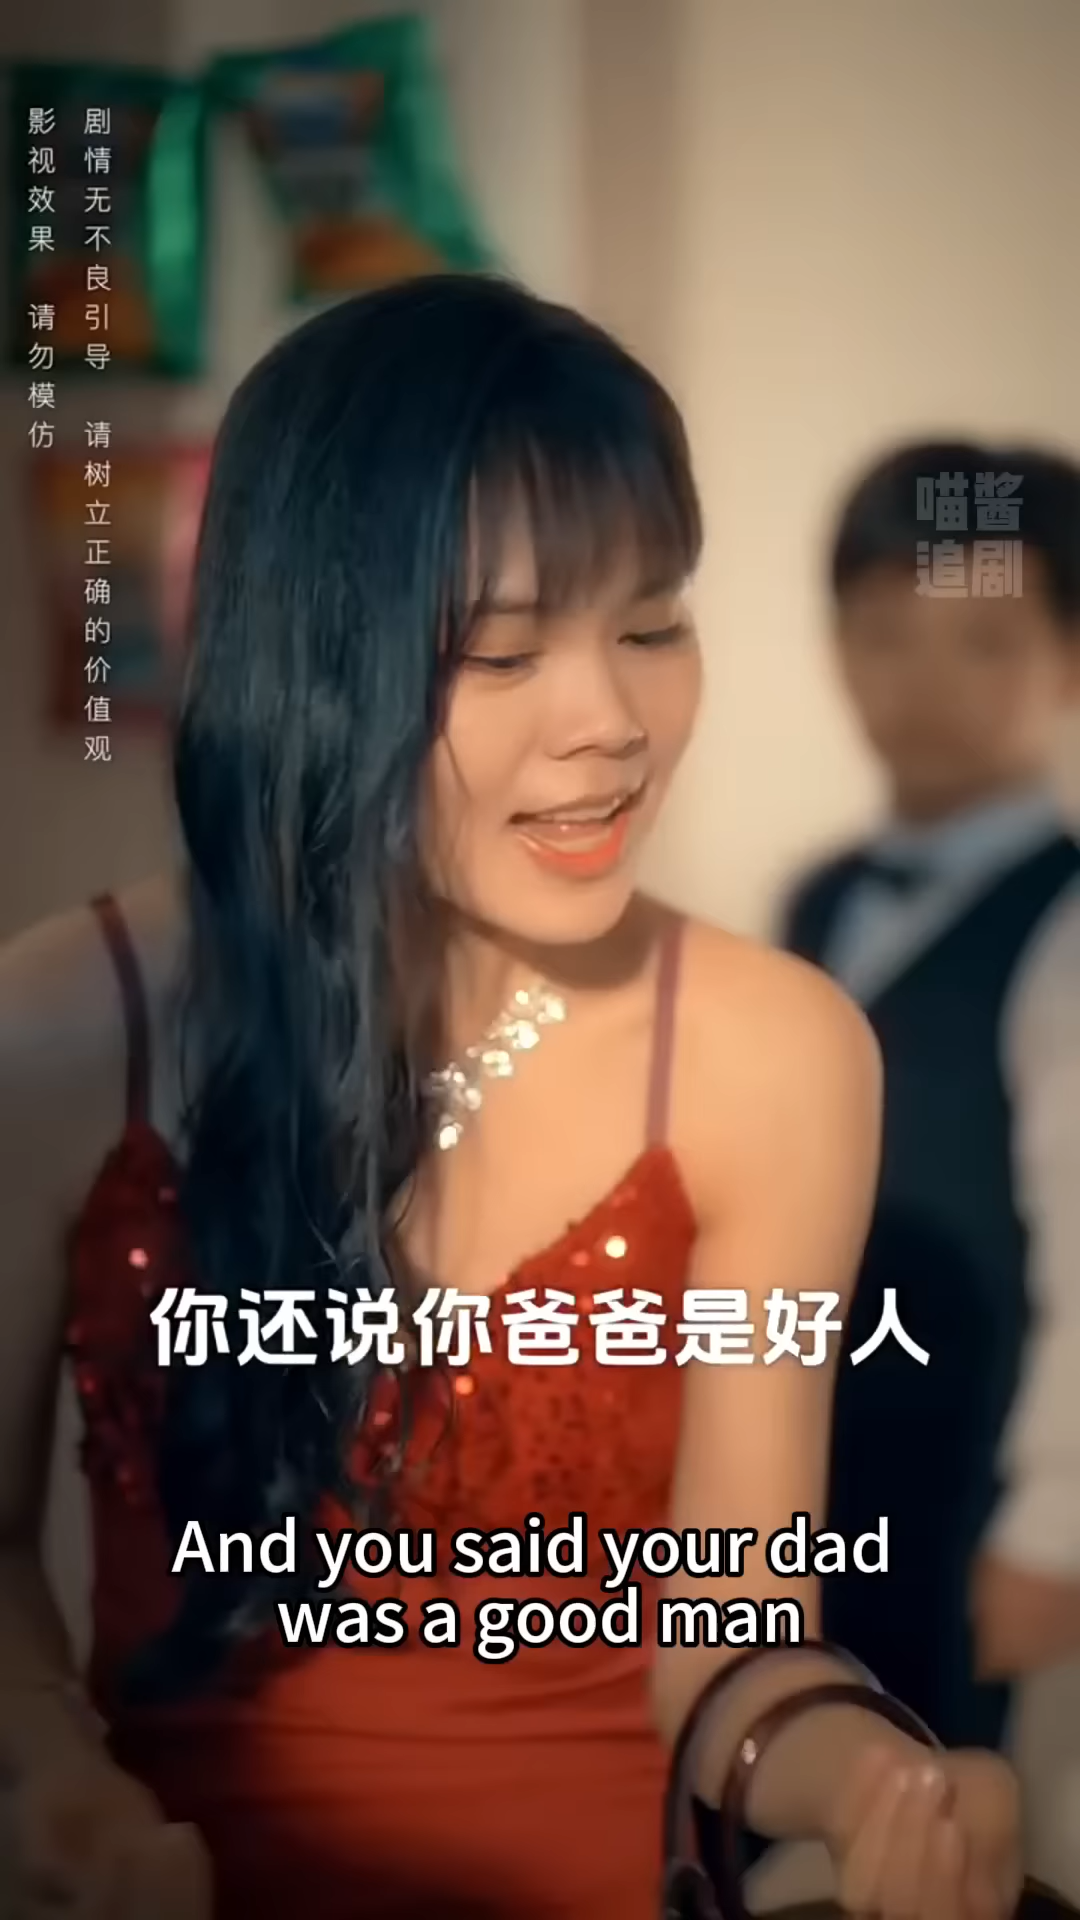 剧情无不良引导 请树立正确的价值观
影视效果 请勿模仿
喵酱
追剧
你还说你爸爸是好人
And you said your dad
was a good man